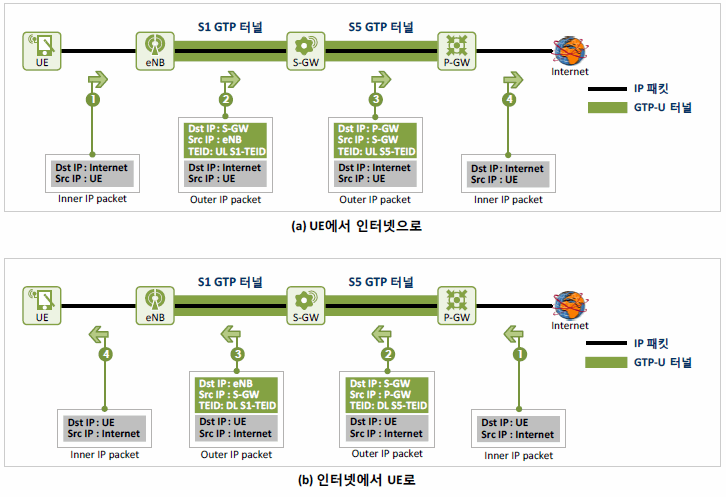 S1 GTP 터널
S5 GTP 터널
UE
eNB
S-GW
P-GW
Internet
IP 패킷
GTP-U 터널
1
2
3
4
Dst IP : Internet
Src IP : UE
Inner IP packet
Dst IP : S-GW
Src IP : eNB
TEID: UL S1-TEID
Dst IP : Internet
Src IP : UE
Outer IP packet
Dst IP : P-GW
Src IP : S-GW
TEID: UL S5-TEID
Dst IP : Internet
Src IP : UE
Outer IP packet
Dst IP : Internet
Src IP : UE
Inner IP packet
(a) UE에서 인터넷으로
S1 GTP 터널
S5 GTP 터널
UE
eNB
S-GW
P-GW
Internet
IP 패킷
GTP-U 터널
4
3
2
1
Dst IP : UE
Src IP : Internet
Inner IP packet
Dst IP : eNB
Src IP : S-GW
TEID: DL S1-TEID
Dst IP : UE
Src IP : Internet
Outer IP packet
Dst IP : S-GW
Src IP : P-GW
TEID: DL S5-TEID
Dst IP : UE
Src IP : Internet
Outer IP packet
Dst IP : UE
Src IP : Internet
Inner IP packet
(b) 인터넷에서 UE로